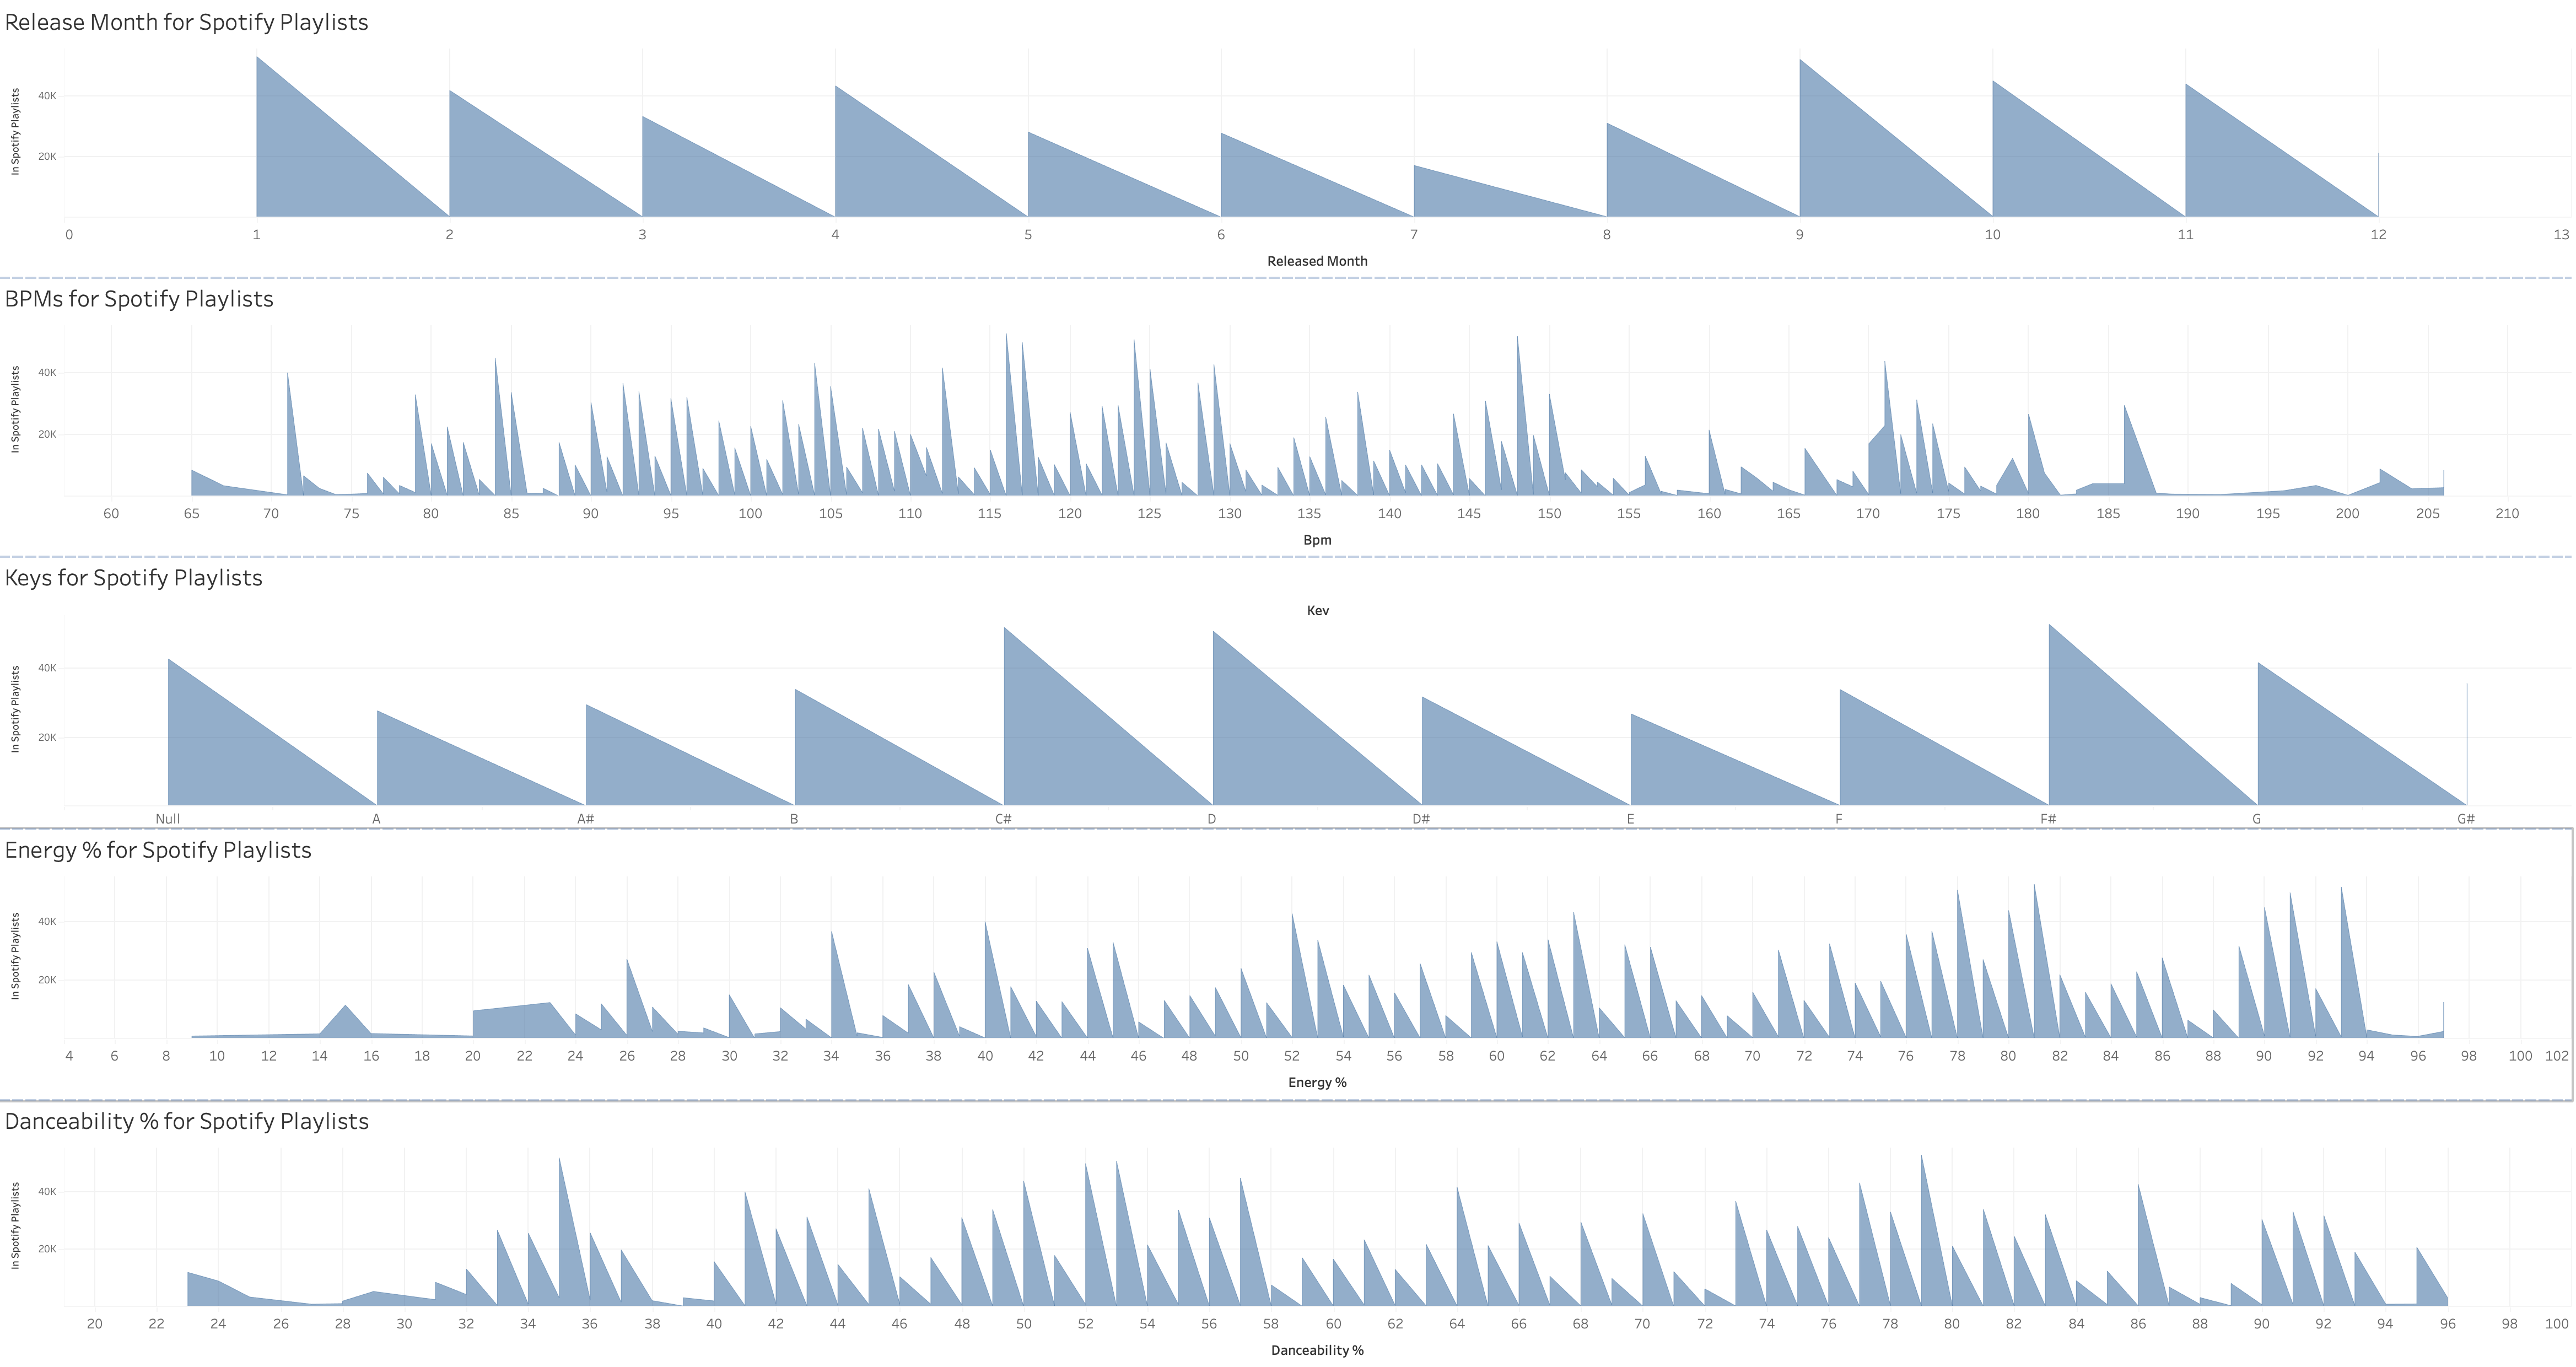 Release Month for Spotify Playlists
In Spotify Playlists
40K
20K
0 1 2 3 4 5 6 7 8 9 10 11 12 13
Released Month
BPMs for Spotify Playlists
In Spotify Playlists
40K
20K
60 65 70 75 80 85 90 95 100 105 110 115 120 125 130 135 140 145 150 155 160 165 170 175 180 185 190 195 200 205 210
Bpm
Keys for Spotify Playlists
Key
In Spotify Playlists
40K
20K
Null A A# B C# D D# E F F# G G#
Energy % for Spotify Playlists
In Spotify Playlists
40K
20K
4 6 8 10 12 14 16 18 20 22 24 26 28 30 32 34 36 38 40 42 44 46 48 50 52 54 56 58 60 62 64 66 68 70 72 74 76 78 80 82 84 86 88 90 92 94 96 98 100 102
Energy %
Danceability % for Spotify Playlists
In Spotify Playlists
40K
20K
20 22 24 26 28 30 32 34 36 38 40 42 44 46 48 50 52 54 56 58 60 62 64 66 68 70 72 74 76 78 80 82 84 86 88 90 92 94 96 98 100
Danceability %